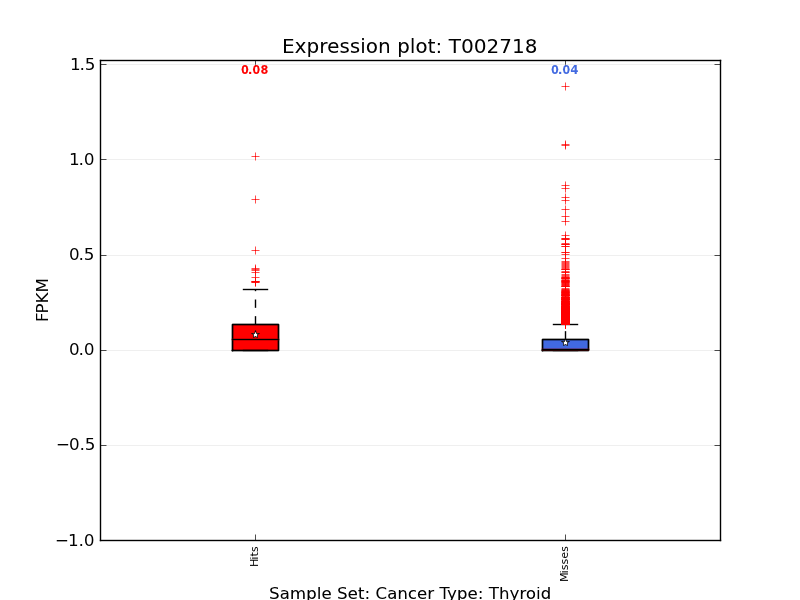 Expression plot: T002718
1.5
0.08
0.04
1.0
0.5
FPKM
0.0
−0.5
−1.0
Hits
Misses
Sample Set: Cancer Type: Thyroid